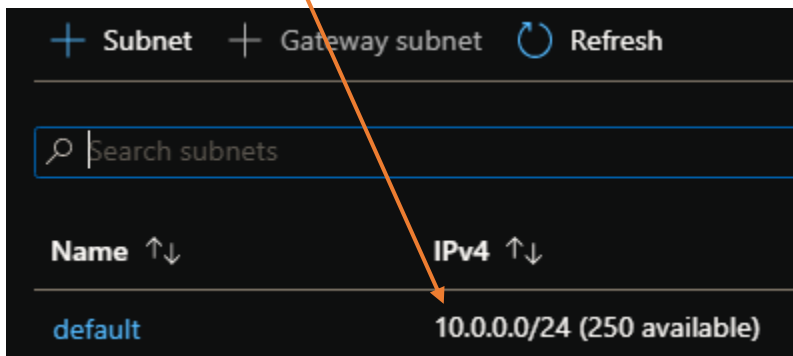 + Subnet + Gateway subnet Refresh
Search subnets
Name ↑↓ IPv4 ↑↓
default 10.0.0.0/24 (250 available)